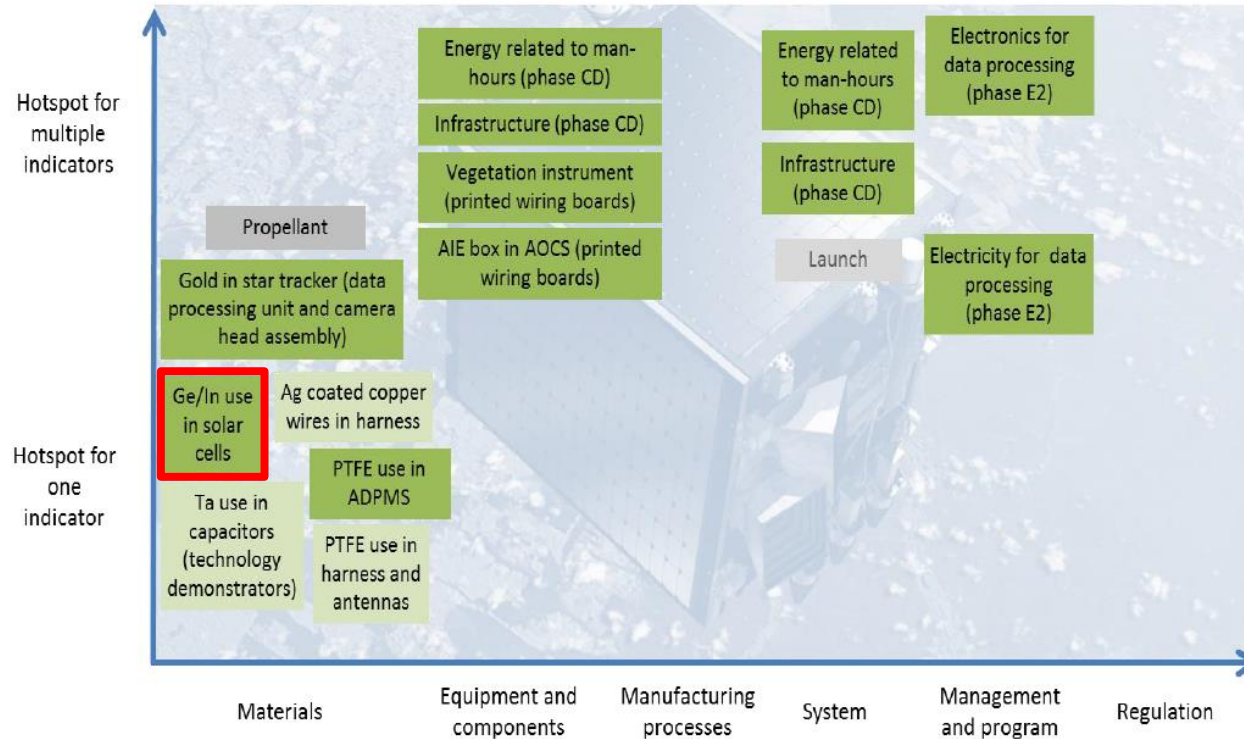 Hotspot for
multiple
indicators
Hotspot for
one
indicator
Energy related to man-
hours (phase CD)
Infrastructure (phase CD)
Vegetation instrument
(printed wiring boards)
AIE box in AOCS (printed
wiring boards)
Energy related
to man-hours
(phase CD)
Infrastructure
(phase CD)
Launch
Electronics for
data processing
(phase E2)
Electricity for data
processing
(phase E2)
Propellant
Gold in star tracker (data
processing unit and camera
head assembly)
Ge/In use
in solar
cells
Ag coated copper
wires in harness
PTFE use in
ADPMS
Ta use in
capacitors
(technology
demonstrators)
PTFE use in
harness and
antennas
Materials
Equipment and
components
Manufacturing
processes
System
Management
and program
Regulation